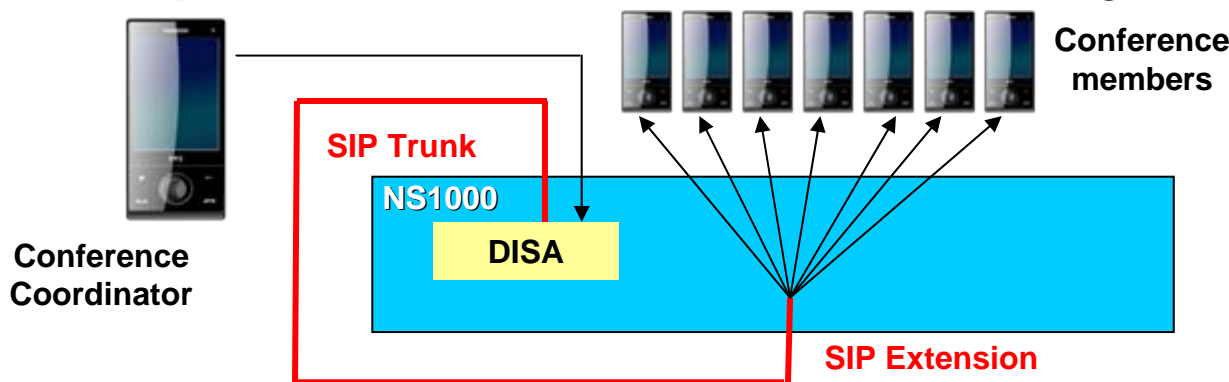 Conference
members
SIP Trunk
NS1000
DISA
Conference
Coordinator
SIP Extension